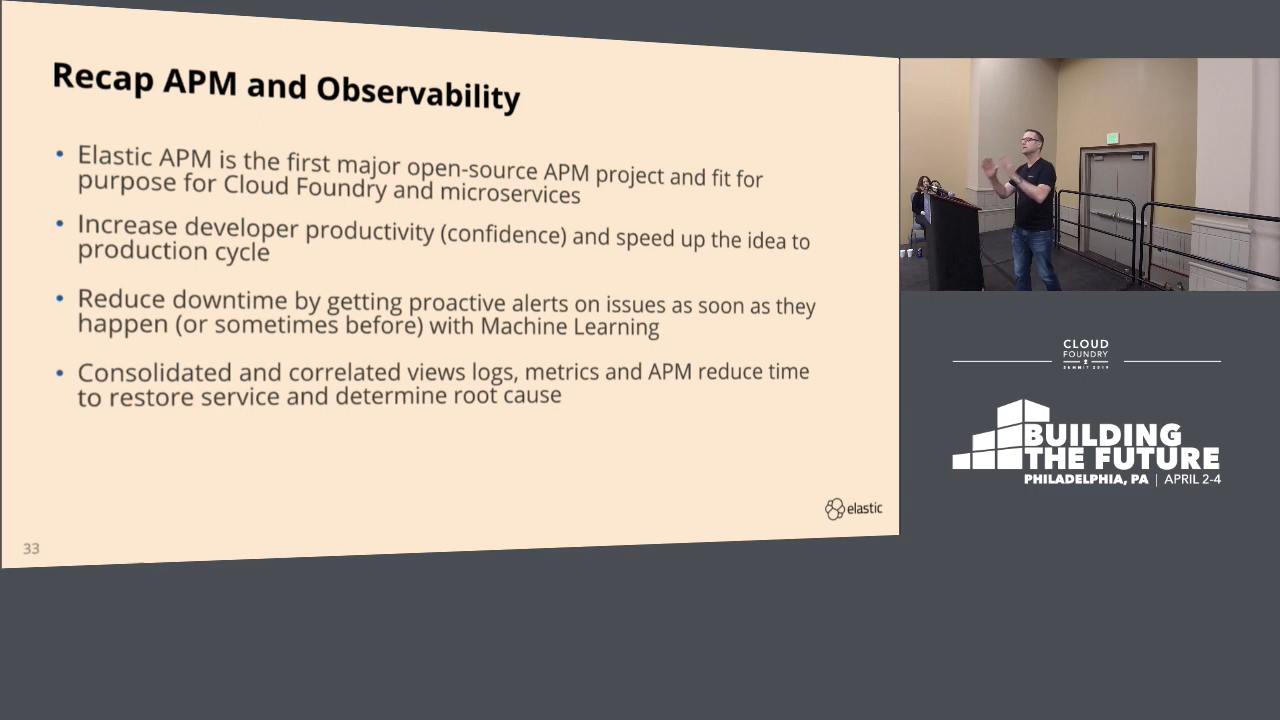 Recap APM and Observability
• Elastic APM is the first major open-source APM project and fit for
purpose for Cloud Foundry and microservices
• Increase developer productivity (confidence) and speed up the idea to
production cycle
• Reduce downtime by getting proactive alerts on issues as soon as they
happen (or sometimes before) with Machine Learning
• Consolidated and correlated views logs, metrics and APM reduce time
to restore service and determine root cause
elastic
33
CLOUD
FOUNDRY
SUMMIT 2019
BUILDING
THE FUTURE
PHILADELPHIA, PA | APRIL 2-4